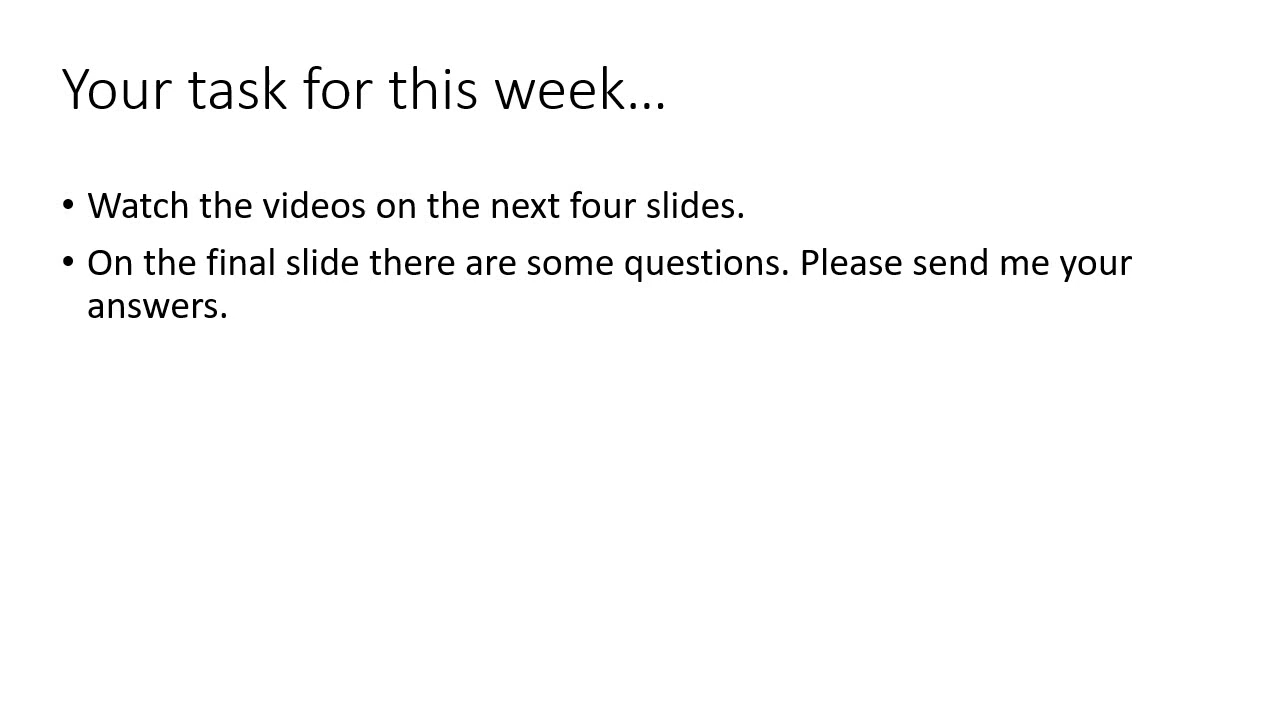 Your task for this week…
• Watch the videos on the next four slides.
• On the final slide there are some questions. Please send me your
answers.